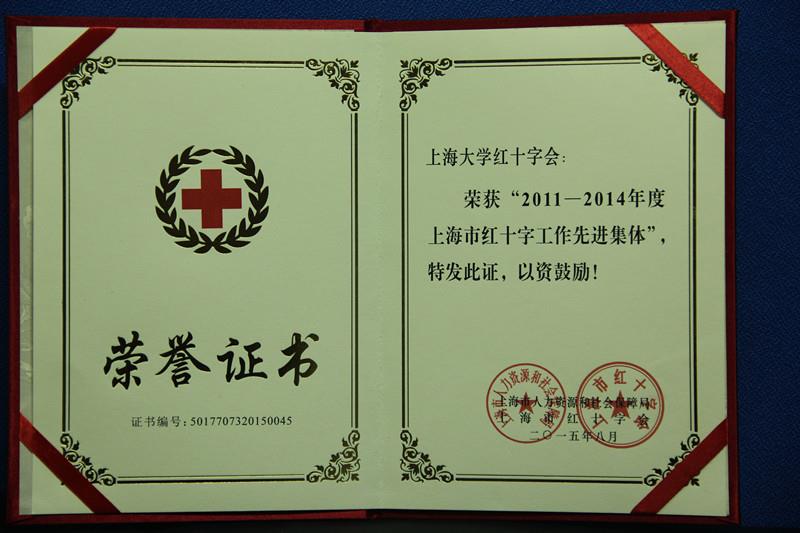 荣誉证书
证书编号:5017707320150045
上海大学红十字会:
荣获“2011—2014年度
上海市红十字工作先进集体”,
特发此证,以资鼓励!
上海市人力资源和社会保障局
上海市红十字会
二〇一五年八月